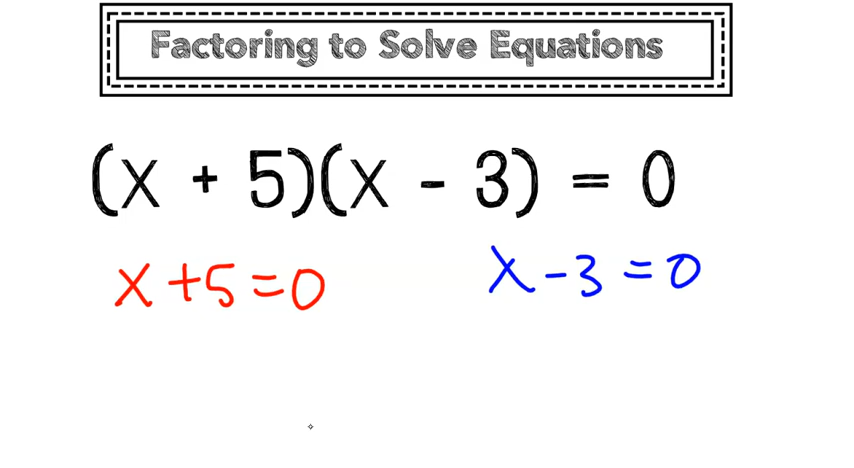 Factoring to Solve Equations
(x + 5)(x - 3) = 0
x + 5 = 0
x - 3 = 0